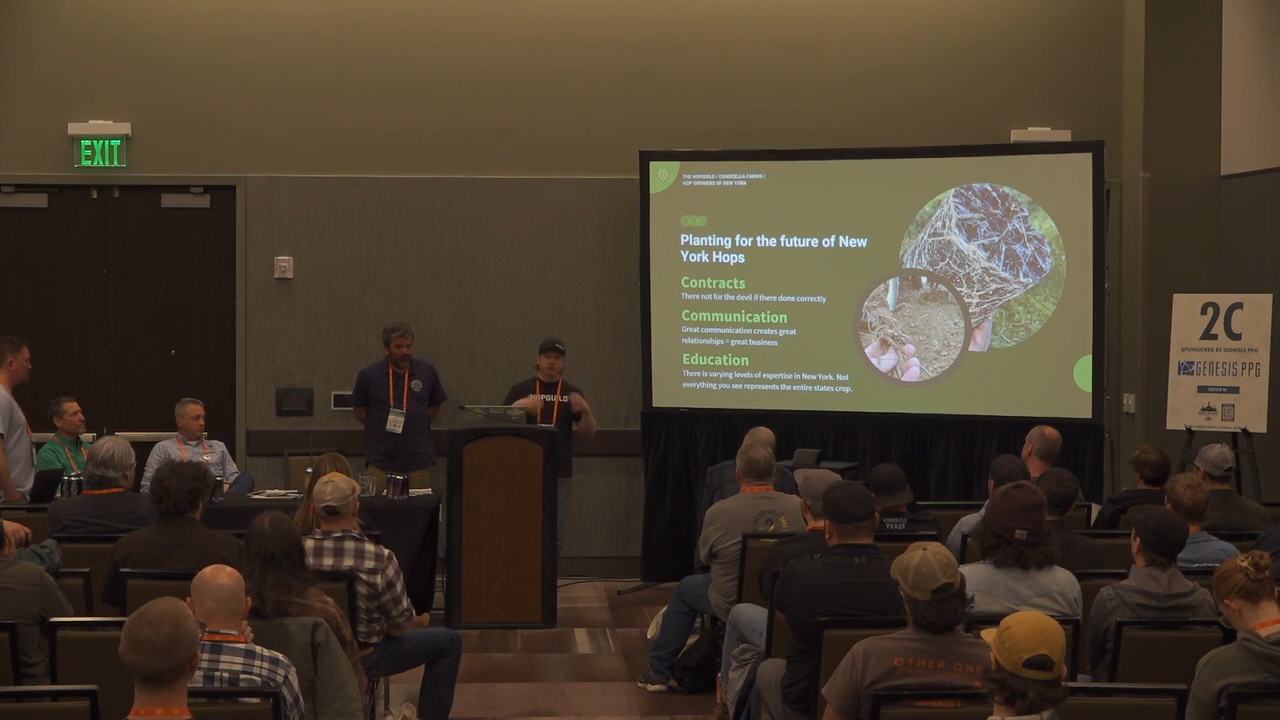 EXIT
THE HOPGUILD / CONDZELLA FARMS /
HOP GROWERS OF NEW YORK
Planting for the future of New
York Hops
Contracts
There not for the devil if there done correctly
Communication
Great communication creates great
relationships = great business
Education
There is varying levels of expertise in New York. Not
everything you see represents the entire states crop.
2C
SPONSORED BY GENESIS PPG
GENESIS PPG
HOPGUILD
OMEGA
YEAST
OTHER ONE